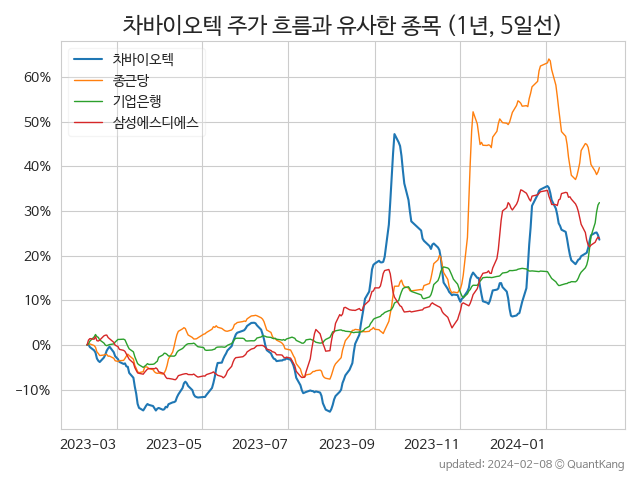 차바이오텍 주가 흐름과 유사한 종목 (1년, 5일선)
차바이오텍
종근당
기업은행
삼성에스디에스
60%
50%
40%
30%
20%
10%
0%
−10%
2023-03 2023-05 2023-07 2023-09 2023-11 2024-01
updated: 2024-02-08 © QuantKang